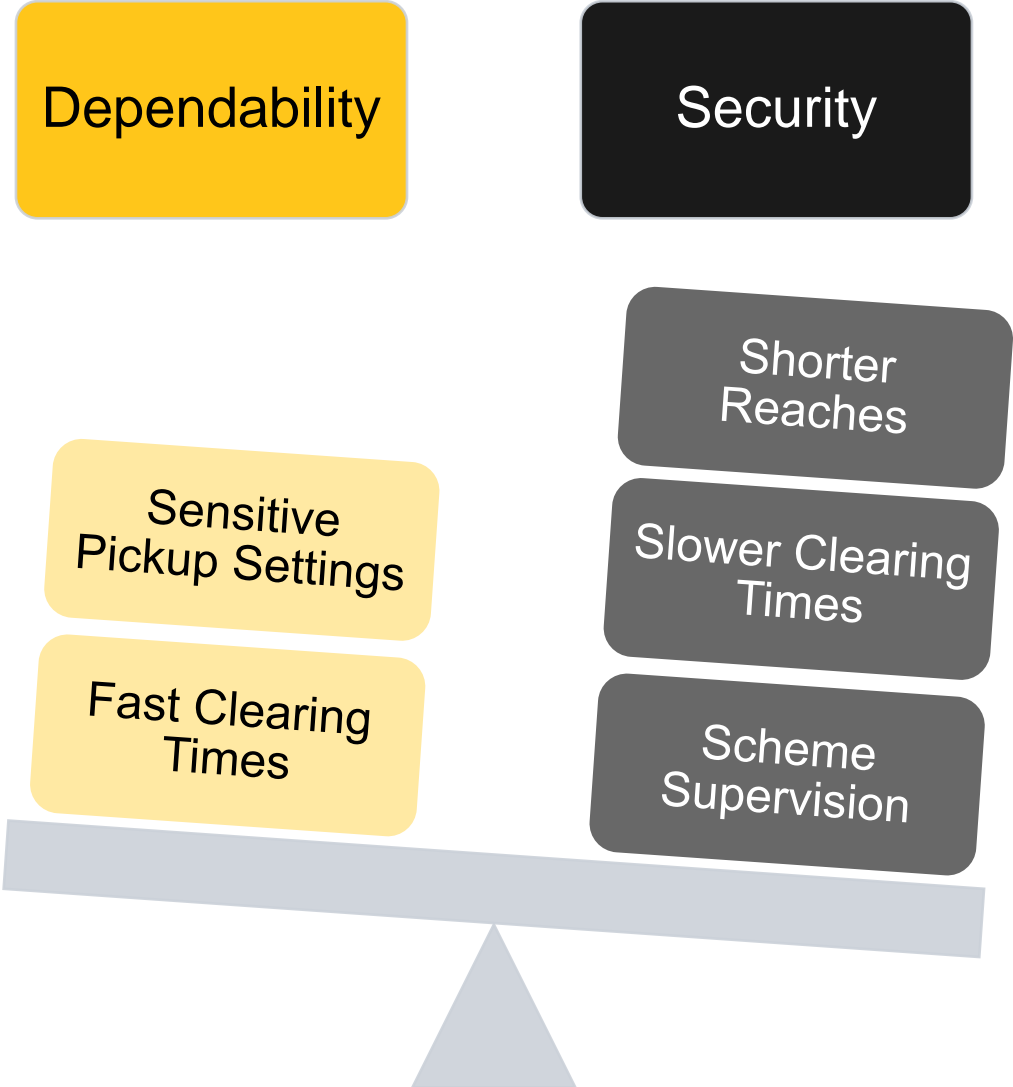 Dependability
Security
Sensitive
Pickup Settings
Fast Clearing
Times
Shorter
Reaches
Slower Clearing
Times
Scheme
Supervision